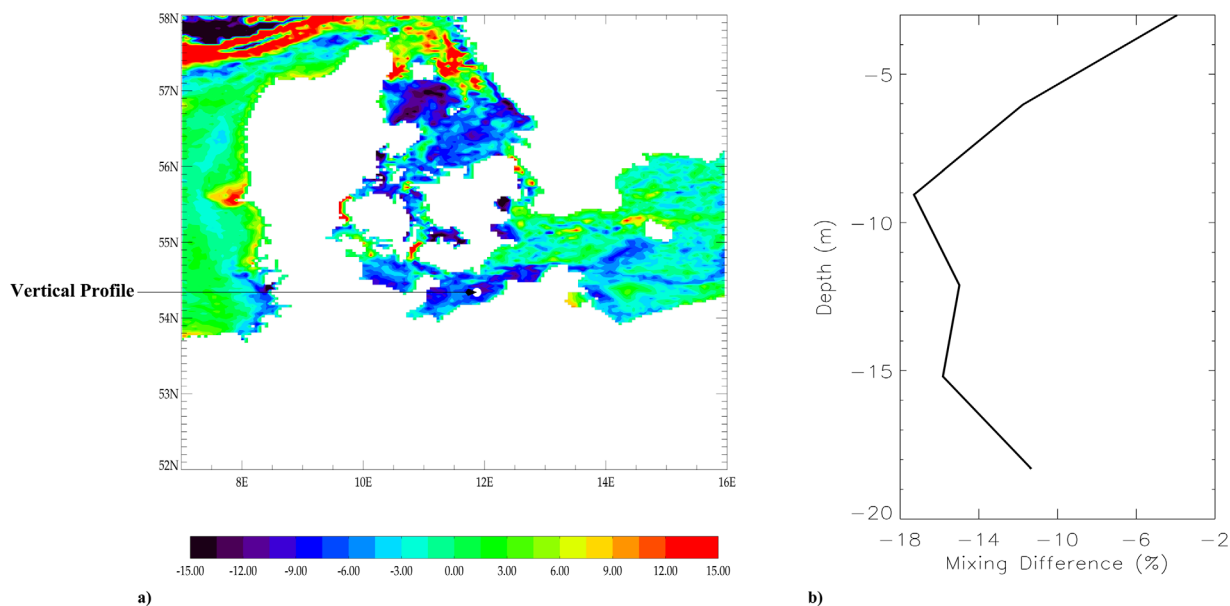 58N
57N
56N
55N
54N
53N
52N
8E 10E 12E 14E 16E
Vertical Profile
-15.00 -12.00 -9.00 -6.00 -3.00 0.00 3.00 6.00 9.00 12.00 15.00
a)
−5
−10
−15
−20
Depth (m)
−18 −14 −10 −6 −2
Mixing Difference (%)
b)